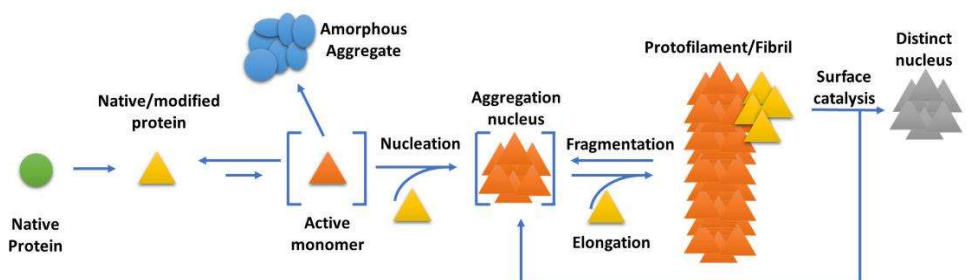 Amorphous
Aggregate
Native/modified
protein
Native
Protein
Active
monomer
Nucleation
Aggregation
nucleus
Fragmentation
Elongation
Protofilament/Fibril
Surface
catalysis
Distinct
nucleus